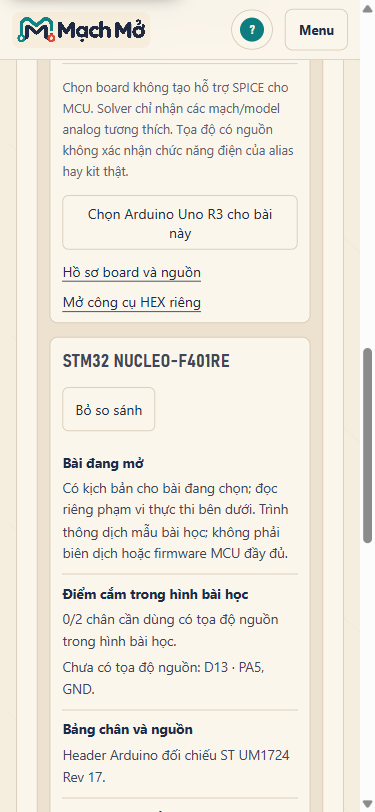 Mạch Mở
?
Menu
Chọn board không tạo hỗ trợ SPICE cho
MCU. Solver chỉ nhận các mạch/model
analog tương thích. Tọa độ có nguồn
không xác nhận chức năng điện của alias
hay kit thật.
Chọn Arduino Uno R3 cho bài
này
Hồ sơ board và nguồn
Mở công cụ HEX riêng
STM32 NUCLEO-F401RE
Bỏ so sánh
Bài đang mở
Có kịch bản cho bài đang chọn; đọc
riêng phạm vi thực thi bên dưới. Trình
thông dịch mẫu bài học; không phải
biên dịch hoặc firmware MCU đầy đủ.
Điểm cắm trong hình bài học
0/2 chân cần dùng có tọa độ nguồn
trong hình bài học.
Chưa có tọa độ nguồn: D13 · PA5,
GND.
Bảng chân và nguồn
Header Arduino đối chiếu ST UM1724
Rev 17.